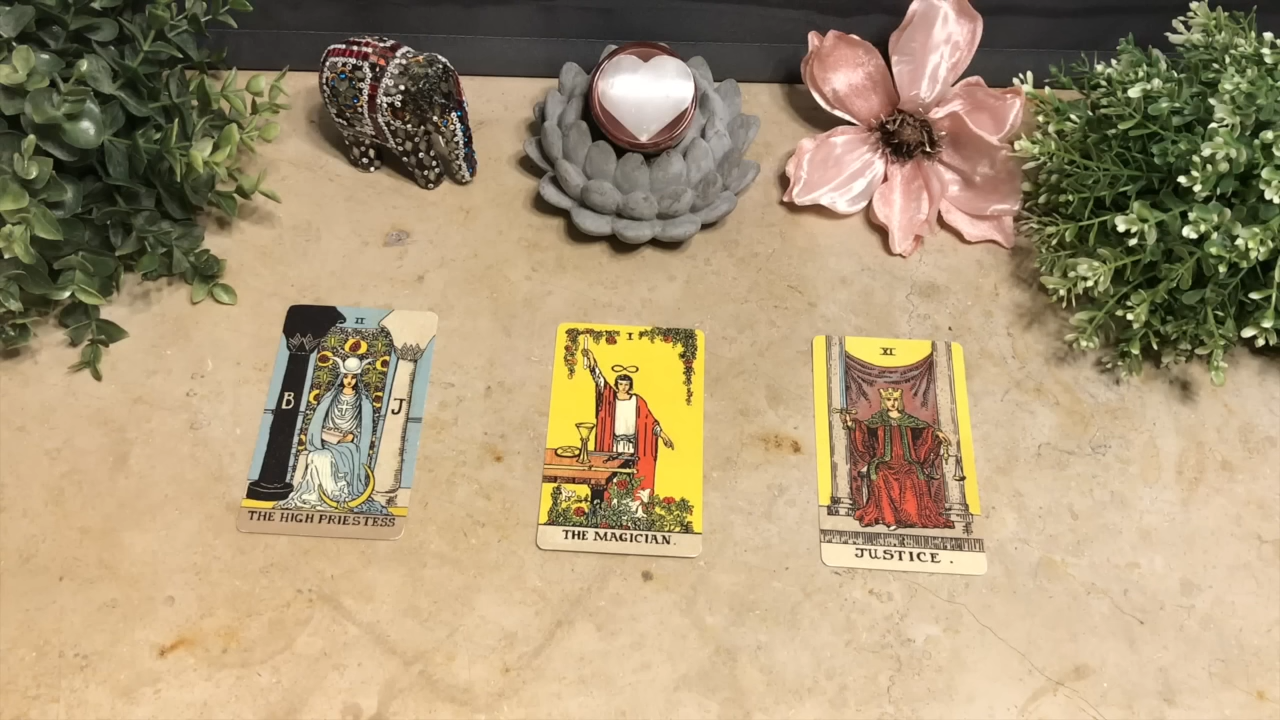 II
B J
THE HIGH PRIESTESS
I
THE MAGICIAN.
XI
JUSTICE .